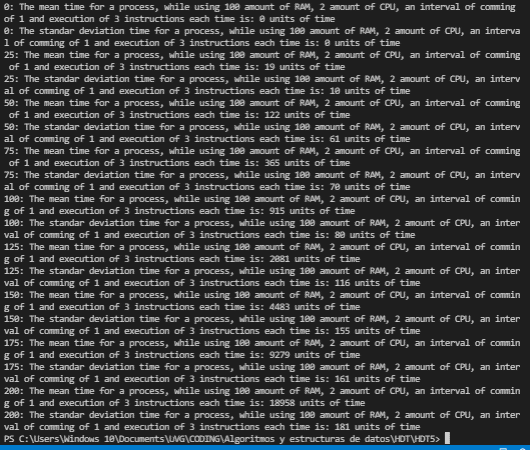 0: The mean time for a process, while using 100 amount of RAM, 2 amount of CPU, an interval of comming
of 1 and execution of 3 instructions each time is: 0 units of time
0: The standar deviation time for a process, while using 100 amount of RAM, 2 amount of CPU, an interva
l of comming of 1 and execution of 3 instructions each time is: 0 units of time
25: The mean time for a process, while using 100 amount of RAM, 2 amount of CPU, an interval of comming
of 1 and execution of 3 instructions each time is: 19 units of time
25: The standar deviation time for a process, while using 100 amount of RAM, 2 amount of CPU, an interv
al of comming of 1 and execution of 3 instructions each time is: 10 units of time
50: The mean time for a process, while using 100 amount of RAM, 2 amount of CPU, an interval of comming
of 1 and execution of 3 instructions each time is: 122 units of time
50: The standar deviation time for a process, while using 100 amount of RAM, 2 amount of CPU, an interv
al of comming of 1 and execution of 3 instructions each time is: 61 units of time
75: The mean time for a process, while using 100 amount of RAM, 2 amount of CPU, an interval of comming
of 1 and execution of 3 instructions each time is: 365 units of time
75: The standar deviation time for a process, while using 100 amount of RAM, 2 amount of CPU, an interv
al of comming of 1 and execution of 3 instructions each time is: 70 units of time
100: The mean time for a process, while using 100 amount of RAM, 2 amount of CPU, an interval of commin
g of 1 and execution of 3 instructions each time is: 915 units of time
100: The standar deviation time for a process, while using 100 amount of RAM, 2 amount of CPU, an inter
val of comming of 1 and execution of 3 instructions each time is: 80 units of time
125: The mean time for a process, while using 100 amount of RAM, 2 amount of CPU, an interval of commin
g of 1 and execution of 3 instructions each time is: 2081 units of time
125: The standar deviation time for a process, while using 100 amount of RAM, 2 amount of CPU, an inter
val of comming of 1 and execution of 3 instructions each time is: 116 units of time
150: The mean time for a process, while using 100 amount of RAM, 2 amount of CPU, an interval of commin
g of 1 and execution of 3 instructions each time is: 4483 units of time
150: The standar deviation time for a process, while using 100 amount of RAM, 2 amount of CPU, an inter
val of comming of 1 and execution of 3 instructions each time is: 155 units of time
175: The mean time for a process, while using 100 amount of RAM, 2 amount of CPU, an interval of commin
g of 1 and execution of 3 instructions each time is: 9279 units of time
175: The standar deviation time for a process, while using 100 amount of RAM, 2 amount of CPU, an inter
val of comming of 1 and execution of 3 instructions each time is: 161 units of time
200: The mean time for a process, while using 100 amount of RAM, 2 amount of CPU, an interval of commin
g of 1 and execution of 3 instructions each time is: 18958 units of time
200: The standar deviation time for a process, while using 100 amount of RAM, 2 amount of CPU, an inter
val of comming of 1 and execution of 3 instructions each time is: 181 units of time
PS C:\Users\Windows 10\Documents\UVG\CODING\Algoritmos y estructuras de datos\HDT\HDT5>